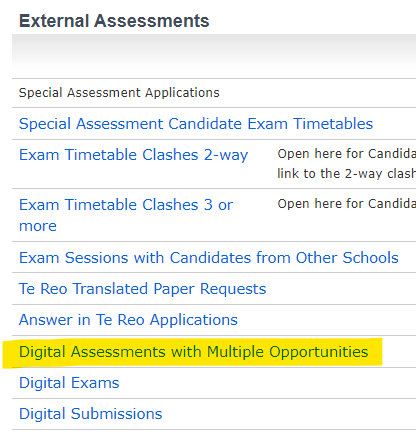 External Assessments
Special Assessment Applications
Special Assessment Candidate Exam Timetables
Exam Timetable Clashes 2-way
Open here for Candida
link to the 2-way clash
Exam Timetable Clashes 3 or
more
Open here for Candida
Exam Sessions with Candidates from Other Schools
Te Reo Translated Paper Requests
Answer in Te Reo Applications
Digital Assessments with Multiple Opportunities
Digital Exams
Digital Submissions